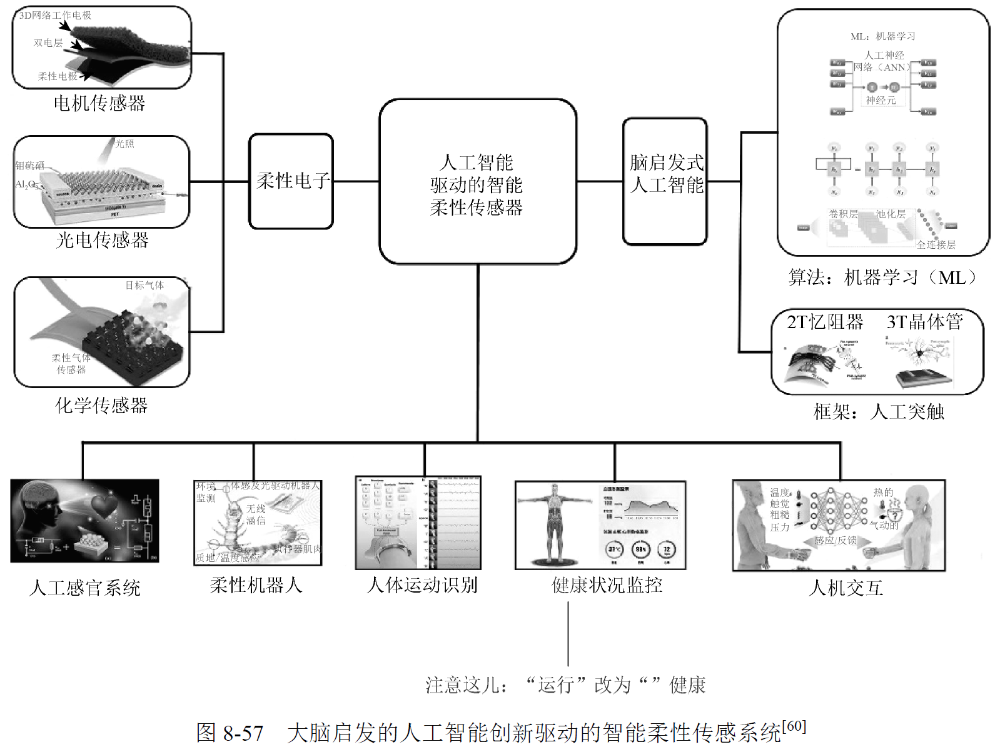 3D网络工作电极
双电层
柔性电极
电机传感器
光照
钼硫硒
Al₂O₃
PET
光电传感器
目标气体
柔性气体
传感器
化学传感器
柔性电子
人工智能
驱动的智能
柔性传感器
脑启发式
人工智能
ML：机器学习
人工神经
网络（ANN）
神经元
卷积层
池化层
全连接层
算法：机器学习（ML）
2T忆阻器
3T晶体管
框架：人工突触
人工感官系统
环境
监测
体感及光驱动机器人
无线
涵信
质地/温度感应
执行器肌肉
柔性机器人
人体运动识别
健康状况监控
温度
触觉
粗糙
压力
热的
气动的
感应/反馈
人机交互
注意这儿：“运行”改为“”健康
图 8-57 大脑启发的人工智能创新驱动的智能柔性传感系统[60]